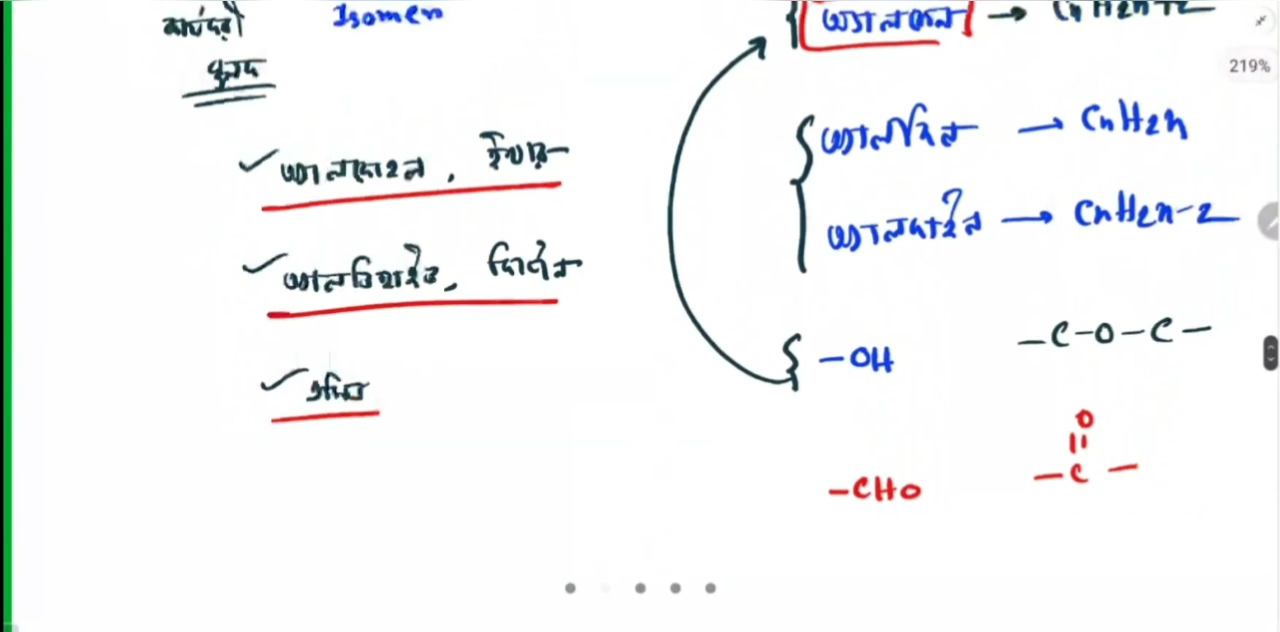 কার্যকরী Isomer
মূলক
অ্যালকেন → CnH2n+2
অ্যালকিন → CnH2n
অ্যালকাইন → CnH2n-2
অ্যালকোহল, ইথার
অ্যালডিহাইড, কিটোন
এসিড
-OH -C-O-C-
O
-CHO -C-
219%